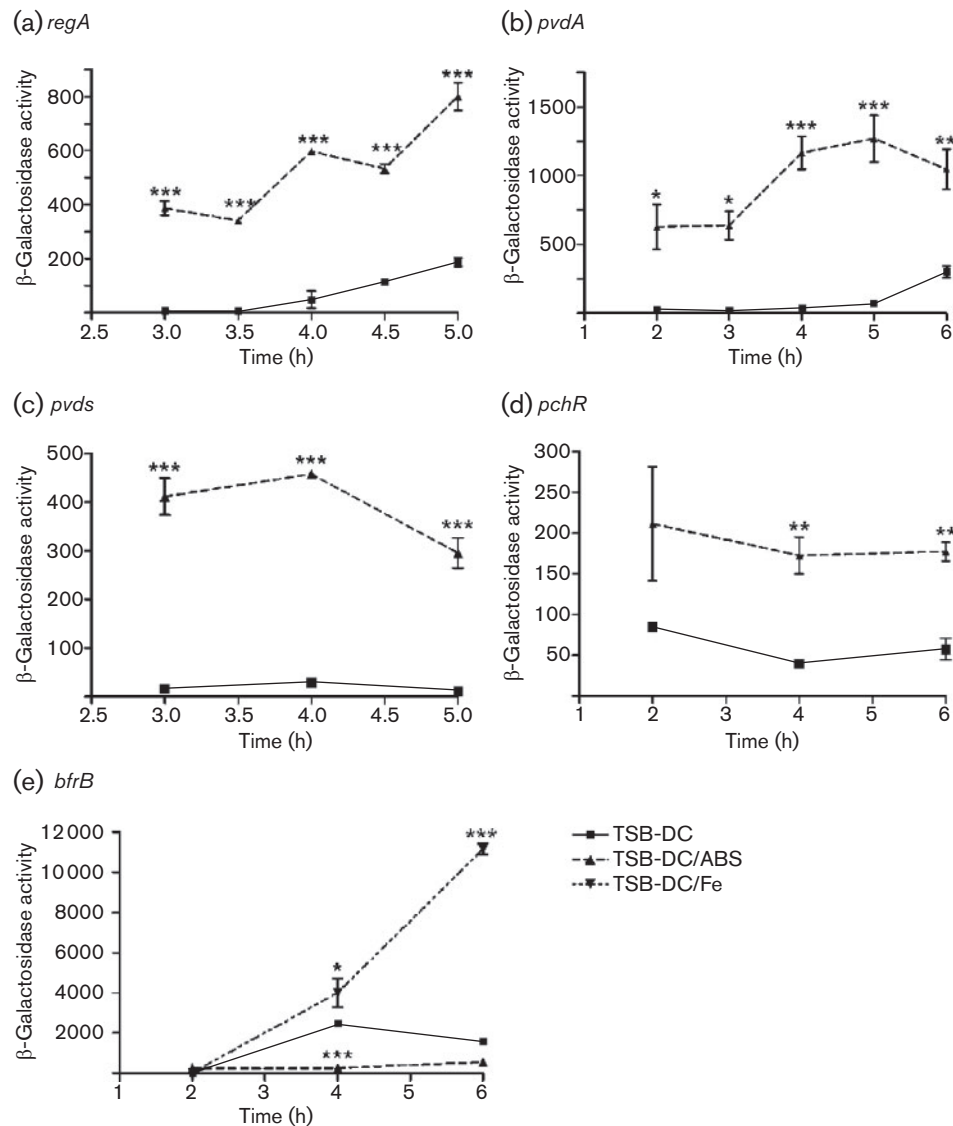 (a) regA
β-Galactosidase activity
800
600
400
200
*** *** *** *** ***
2.5 3.0 3.5 4.0 4.5 5.0
Time (h)
(b) pvdA
β-Galactosidase activity
1500
1250
1000
500
* * *** *** **
1 2 3 4 5 6
Time (h)
(c) pvds
β-Galactosidase activity
500
400
300
200
100
*** *** ***
2.5 3.0 3.5 4.0 4.5 5.0
Time (h)
(d) pchR
β-Galactosidase activity
300
250
200
150
100
50
** **
1 2 3 4 5 6
Time (h)
(e) bfrB
β-Galactosidase activity
12 000
10000
8000
6000
4000
2000
* *** ***
1 2 3 4 5 6
Time (h)
TSB-DC
TSB-DC/ABS
TSB-DC/Fe